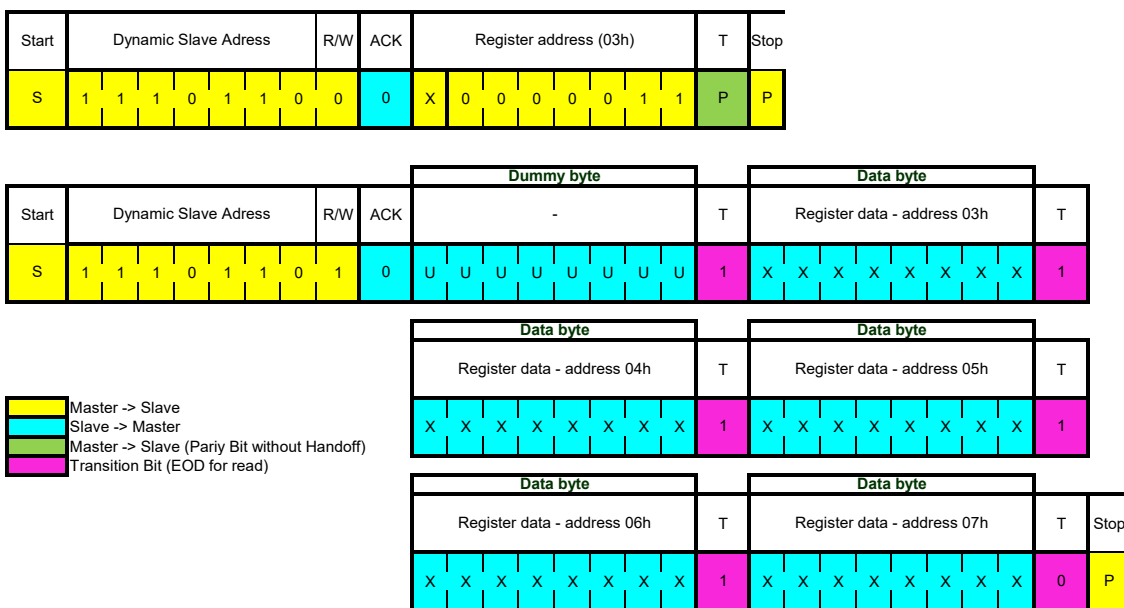 Start Dynamic Slave Adress R/W ACK Register address (03h) T Stop
S 1 1 1 0 1 1 0 0 0 X 0 0 0 0 0 1 1 P P
Dummy byte Data byte
Start Dynamic Slave Adress R/W ACK - T Register data - address 03h T
S 1 1 1 0 1 1 0 1 0 U U U U U U U U 1 X X X X X X X X 1
Data byte Data byte
Register data - address 04h T Register data - address 05h T
X X X X X X X X 1 X X X X X X X X 1
Master -> Slave
Slave -> Master
Master -> Slave (Pariy Bit without Handoff)
Transition Bit (EOD for read)
Data byte Data byte
Register data - address 06h T Register data - address 07h T Stop
X X X X X X X X 1 X X X X X X X X 0 P